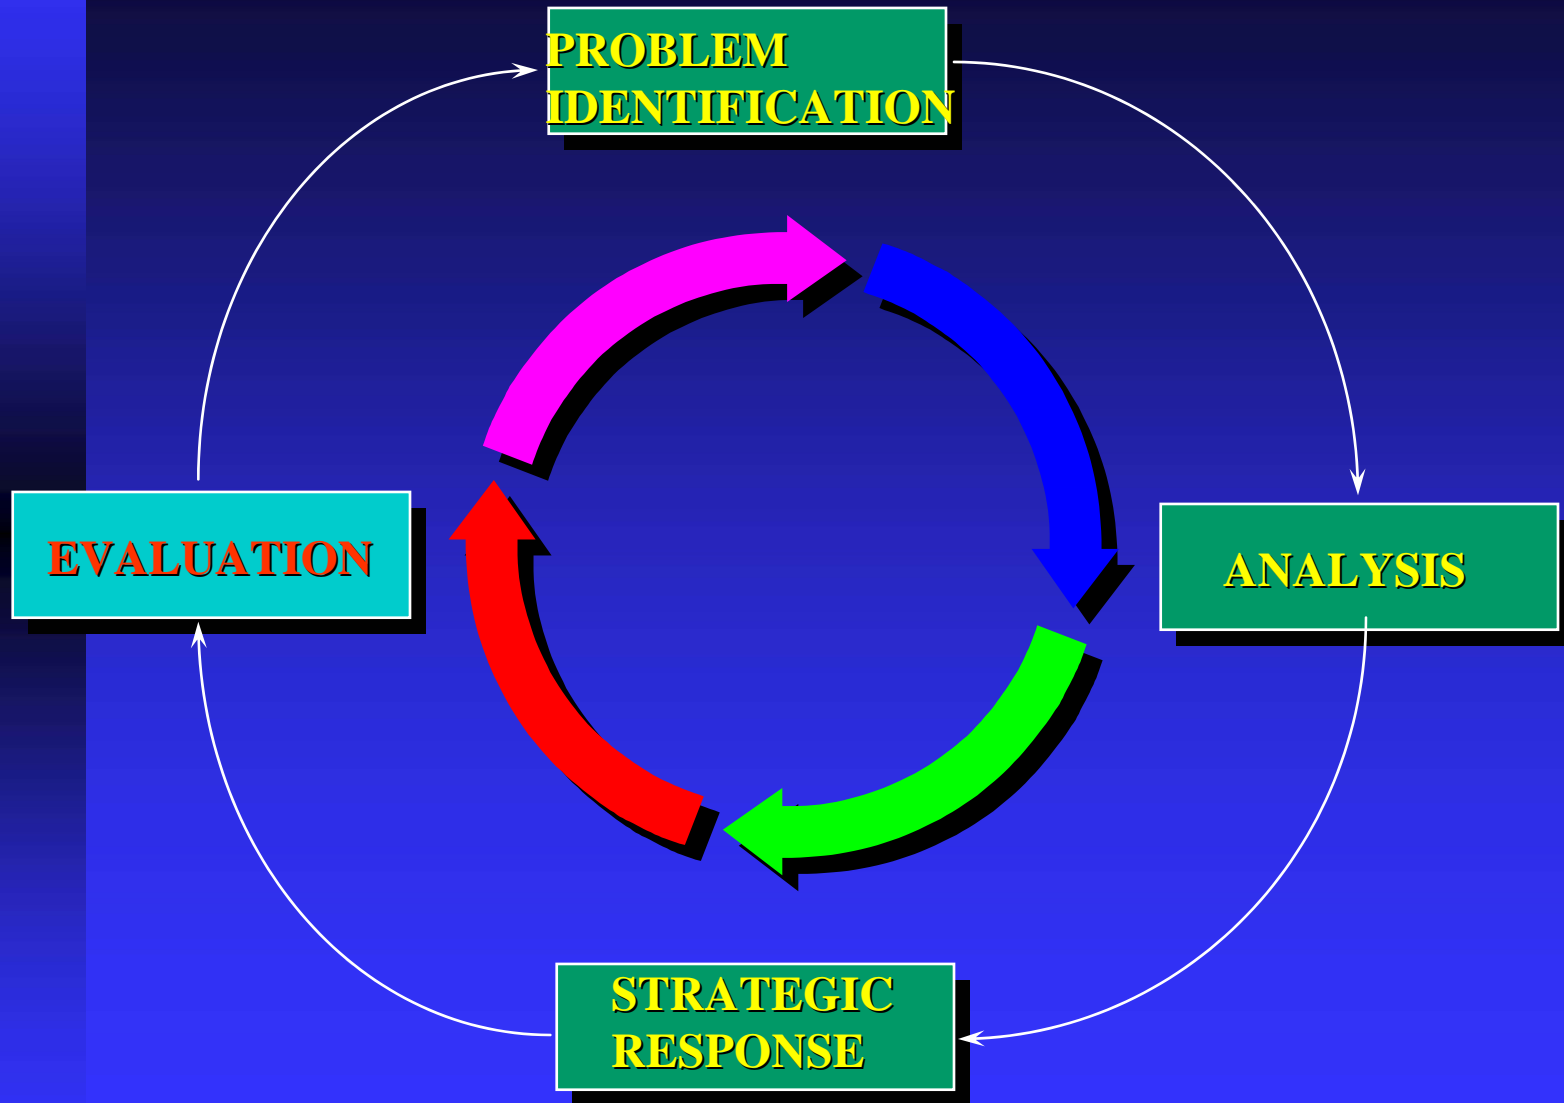 PROBLEM
IDENTIFICATION
EVALUATION
ANALYSIS
STRATEGIC
RESPONSE